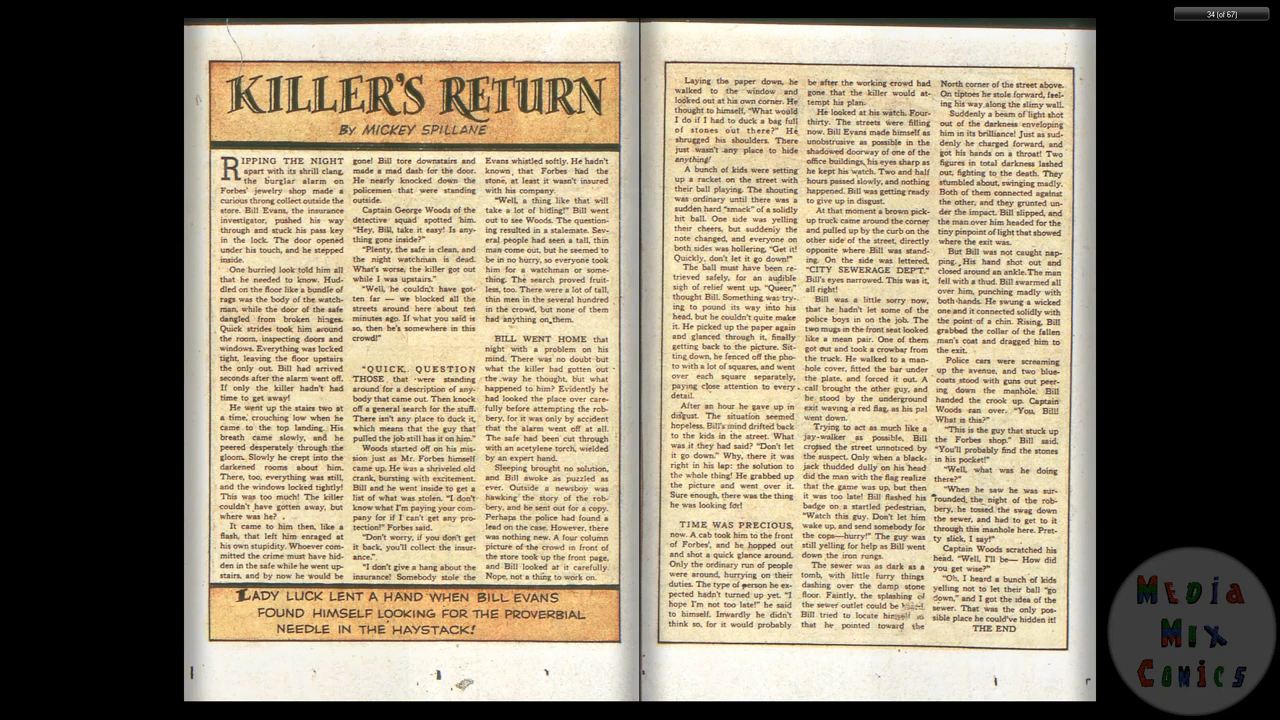 34 (of 67)
KILLER'S RETURN
BY MICKEY SPILLANE
RIPPING THE NIGHT
apart with its shrill clang,
the burglar alarm on
Forbes' jewelry shop made a
curious throng collect outside the
store. Bill Evans, the insurance
investigator, pushed his way
through and stuck his pass key
in the lock. The door opened
under his touch, and he stepped
inside.
One hurried look told him all
that he needed to know. Hud-
dled on the floor like a bundle of
rags was the body of the watch-
man, while the door of the safe
dangled from broken hinges.
Quick strides took him around
the room, inspecting doors and
windows. Everything was locked
tight, leaving the floor upstairs
the only out. Bill had arrived
seconds after the alarm went off.
If only the killer hadn't had
time to get away!
He went up the stairs two at
a time, crouching low when he
came to the top landing. His
breath came slowly, and he
peered desperately through the
gloom. Slowly he crept into the
darkened rooms about him.
There, too, everything was still,
and the windows locked tightly!
This was too much! The killer
couldn't have gotten away, but
where was he?
It came to him then, like a
flash, that left him enraged at
his own stupidity. Whoever com-
mitted the crime must have hid-
den in the safe while he went up-
stairs, and by now he would be
gone! Bill tore downstairs and
made a mad dash for the door.
He nearly knocked down the
policemen that were standing
outside.
Captain George Woods of the
detective squad spotted him.
"Hey, Bill, take it easy! Is any-
thing gone inside?"
"Plenty, the safe is clean, and
the night watchman is dead.
What's worse, the killer got out
while I was upstairs."
"Well, he couldn't have got-
ten far — we blocked all the
streets around here about ten
minutes ago. If what you said is
so, then he's somewhere in this
crowd!"
"QUICK, QUESTION
THOSE that were standing
around for a description of any-
body that came out. Then knock
off a general search for the stuff.
There isn't any place to duck it,
which means that the guy that
pulled the job still has it on him."
Woods started off on his mis-
sion just as Mr. Forbes himself
came up. He was a shriveled old
crank, bursting with excitement.
Bill and he went inside to get a
list of what was stolen. "I don't
know what I'm paying your com-
pany for if I can't get any pro-
tection!" Forbes said.
"Don't worry, if you don't get
it back, you'll collect the insur-
ance."
"I don't give a hang about the
insurance! Somebody stole the
Evans whistled softly. He hadn't
known that Forbes had the
stone, at least it wasn't insured
with his company.
"Well, a thing like that will
take a lot of hiding!" Bill went
out to see Woods. The question-
ing resulted in a stalemate. Sev-
eral people had seen a tall, thin
man come out, but he seemed to
be in no hurry, so everyone took
him for a watchman or some-
thing. The search proved fruit-
less, too. There were a lot of tall,
thin men in the several hundred
in the crowd, but none of them
had anything on them.
BILL WENT HOME that
night with a problem on his
mind. There was no doubt but
what the killer had gotten out
the way he thought, but what
happened to him? Evidently he
had looked the place over care-
fully before attempting the rob-
bery, for it was only by accident
that the alarm went off at all.
The safe had been cut through
with an acetylene torch, wielded
by an expert hand.
Sleeping brought no solution,
and Bill awoke as puzzled as
ever. Outside a newsboy was
hawking the story of the rob-
bery, and he sent out for a copy.
Perhaps the police had found a
lead on the case. However, there
was nothing new. A four column
picture of the crowd in front of
the store took up the front page,
and Bill looked at it carefully.
Nope, not a thing to work on.
LADY LUCK LENT A HAND WHEN BILL EVANS
FOUND HIMSELF LOOKING FOR THE PROVERBIAL
NEEDLE IN THE HAYSTACK!
Laying the paper down, he
walked to the window and
looked out at his own corner. He
thought to himself, "What would
I do if I had to duck a bag full
of stones out there?" He
shrugged his shoulders. There
just wasn't any place to hide
anything!
A bunch of kids were setting
up a racket on the street with
their ball playing. The shouting
was ordinary until there was a
sudden hard "smack" of a solidly
hit ball. One side was yelling
their cheers, but suddenly the
note changed, and everyone on
both sides was hollering, "Get it!
Quickly, don't let it go down!"
The ball must have been re-
trieved safely, for an audible
sigh of relief went up. "Queer,"
thought Bill. Something was try-
ing to pound its way into his
head, but he couldn't quite make
it. He picked up the paper again
and glanced through it, finally
getting back to the picture. Sit-
ting down, he fenced off the pho-
to with a lot of squares, and went
over each square separately,
paying close attention to every
detail.
After an hour he gave up in
disgust. The situation seemed
hopeless. Bill's mind drifted back
to the kids in the street. What
was it they had said? "Don't let
it go down." Why, there it was
right in his lap: the solution to
the whole thing! He grabbed up
the picture and went over it.
Sure enough, there was the thing
he was looking for!
TIME WAS PRECIOUS,
now. A cab took him to the front
of Forbes', and he hopped out
and shot a quick glance around.
Only the ordinary run of people
were around, hurrying on their
duties. The type of person he ex-
pected hadn't turned up yet. "I
hope I'm not too late!" he said
to himself. Inwardly he didn't
think so, for it would probably
be after the working crowd had
gone that the killer would at-
tempt his plan.
He looked at his watch. Four-
thirty. The streets were filling
now. Bill Evans made himself as
unobstrusive as possible in the
shadowed doorway of one of the
office buildings, his eyes sharp as
he kept his watch. Two and half
hours passed slowly, and nothing
happened. Bill was getting ready
to give up in disgust.
At that moment a brown pick-
up truck came around the corner
and pulled up by the curb on the
other side of the street, directly
opposite where Bill was stand-
ing. On the side was lettered,
"CITY SEWERAGE DEP'T."
Bill's eyes narrowed. This was it,
all right!
Bill was a little sorry now,
that he hadn't let some of the
police boys in on the job. The
two mugs in the front seat looked
like a mean pair. One of them
got out and took a crowbar from
the truck. He walked to a man-
hole cover, fitted the bar under
the plate, and forced it out. A
call brought the other guy, and
he stood by the underground
exit waving a red flag, as his pal
went down.
Trying to act as much like a
jay-walker as possible, Bill
crossed the street unnoticed by
the suspect. Only when a black-
jack thudded dully on his head
did the man with the flag realize
that the game was up, but then
it was too late! Bill flashed his
badge on a startled pedestrian,
"Watch this guy. Don't let him
wake up, and send somebody for
the cops—hurry!" The guy was
still yelling for help as Bill went
down the iron rungs.
The sewer was as dark as a
tomb, with little furry things
dashing over the damp stone
floor. Faintly, the splashing of
the sewer outlet could be heard.
Bill tried to locate himself so
that he pointed toward the
North corner of the street above.
On tiptoes he stole forward, feel-
ing his way along the slimy wall.
Suddenly a beam of light shot
out of the darkness enveloping
him in its brilliance! Just as sud-
denly he charged forward, and
got his hands on a throat! Two
figures in total darkness lashed
out, fighting to the death. They
stumbled about, swinging madly.
Both of them connected against
the other, and they grunted un-
der the impact. Bill slipped, and
the man over him headed for the
tiny pinpoint of light that showed
where the exit was.
But Bill was not caught nap-
ping. His hand shot out and
closed around an ankle. The man
fell with a thud. Bill swarmed all
over him, punching madly with
both hands. He swung a wicked
one and it connected solidly with
the point of a chin. Rising, Bill
grabbed the collar of the fallen
man's coat and dragged him to
the exit.
Police cars were screaming
up the avenue, and two blue-
coats stood with guns out peer-
ing down the manhole. Bill
handed the crook up. Captain
Woods ran over. "You, Bill!
What is this?"
"This is the guy that stuck up
the Forbes shop." Bill said.
"You'll probably find the stones
in his pocket!"
"Well, what was he doing
there?"
"When he saw he was sur-
rounded, the night of the rob-
bery, he tossed the swag down
the sewer, and had to get to it
through this manhole here. Pret-
ty slick, I say!"
Captain Woods scratched his
head. "Well, I'll be— How did
you get wise?"
"Oh, I heard a bunch of kids
yelling not to let their ball "go
down," and I got the idea of the
sewer. That was the only pos-
sible place he could've hidden it!
THE END
MEDIA
MIX
COMICS